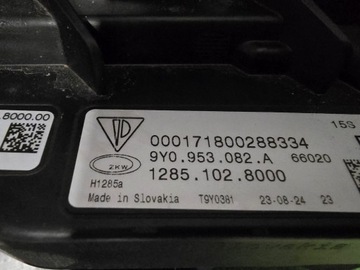 .8000.00
15S
000171800288334
ZKW
9Y0.953.082.A 66020
H1285a
1285.102.8000
Made in Slovakia T9Y0381 23-08-24 23